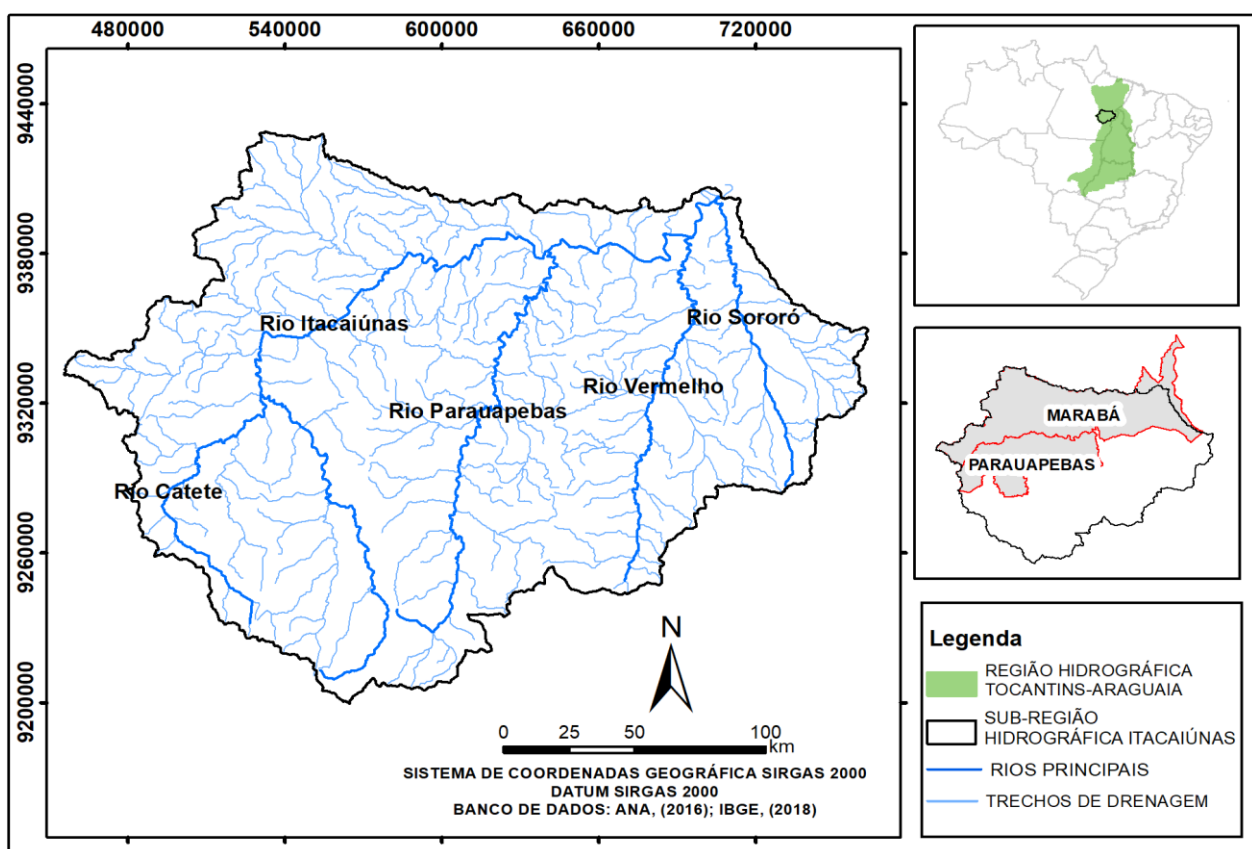 480000 540000 600000 660000 720000
9440000
9380000
9320000
9260000
9200000
Rio Itacaiúnas
Rio Sororó
Rio Vermelho
Rio Parauapebas
Rio Catete
N
0 25 50 100
km
SISTEMA DE COORDENADAS GEOGRÁFICA SIRGAS 2000
DATUM SIRGAS 2000
BANCO DE DADOS: ANA, (2016); IBGE, (2018)
MARABÁ
PARAUAPEBAS
Legenda
REGIÃO HIDROGRÁFICA
TOCANTINS-ARAGUAIA
SUB-REGIÃO
HIDROGRÁFICA ITACAIÚNAS
RIOS PRINCIPAIS
TRECHOS DE DRENAGEM